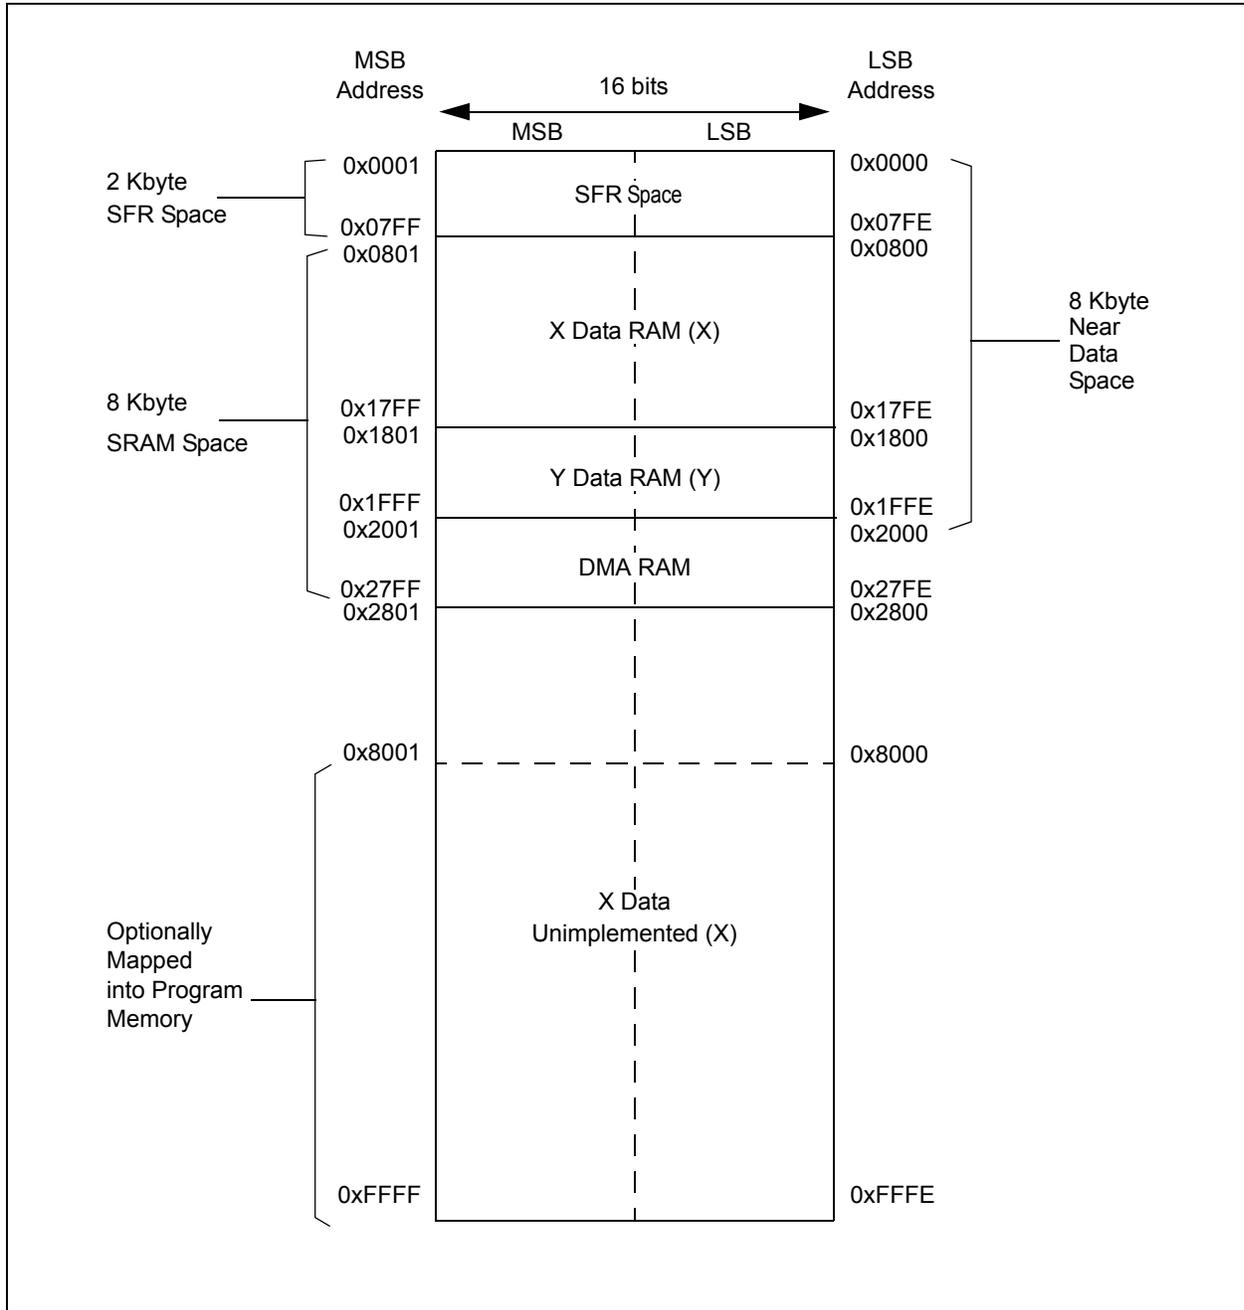 MSB
Address
LSB
Address
16 bits
MSB
LSB
0x0001
0x0000
2 Kbyte
SFR Space
SFR Space
0x07FF
0x07FE
0x0801
0x0800
8 Kbyte
Near
Data
Space
X Data RAM (X)
8 Kbyte
SRAM Space
0x17FF
0x17FE
0x1801
0x1800
Y Data RAM (Y)
0x1FFF
0x1FFE
0x2001
0x2000
DMA RAM
0x27FF
0x27FE
0x2801
0x2800
0x8001
0x8000
X Data
Unimplemented (X)
Optionally
Mapped
into Program
Memory
0xFFFF
0xFFFE